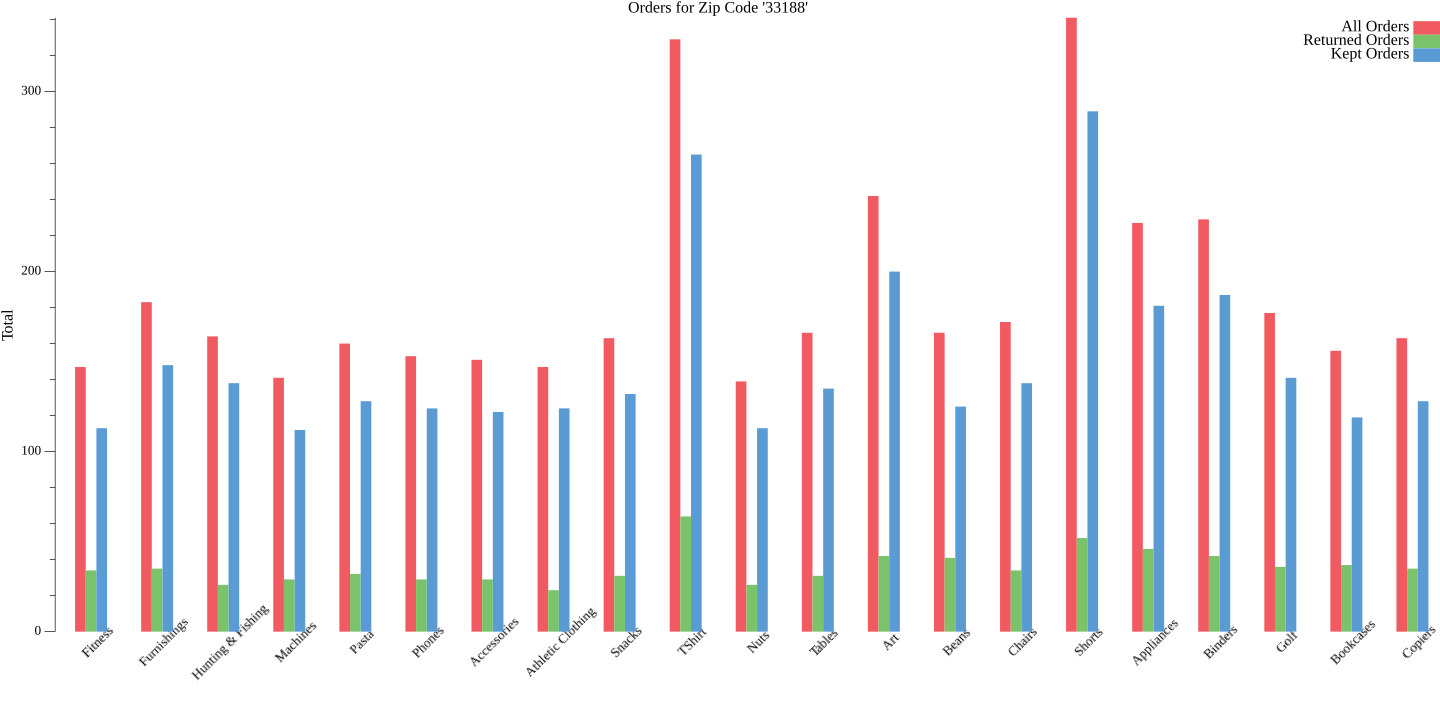 Orders for Zip Code '33188'
All Orders
Returned Orders
Kept Orders
Total
300
200
100
0
Fitness
Furnishings
Hunting & Fishing
Machines
Pasta
Phones
Accessories
Athletic Clothing
Snacks
TShirt
Nuts
Tables
Art
Beans
Chairs
Shorts
Appliances
Binders
Golf
Bookcases
Copiers